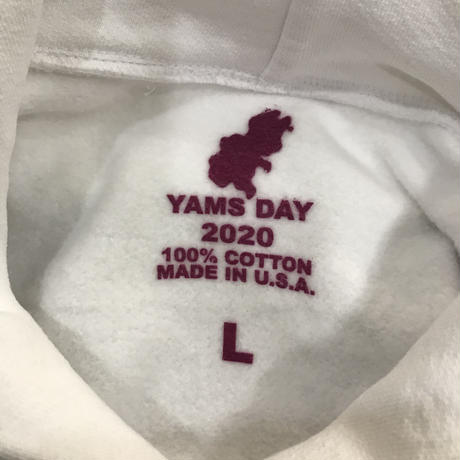 YAMS DAY
2020
100% COTTON
MADE IN U.S.A.
L